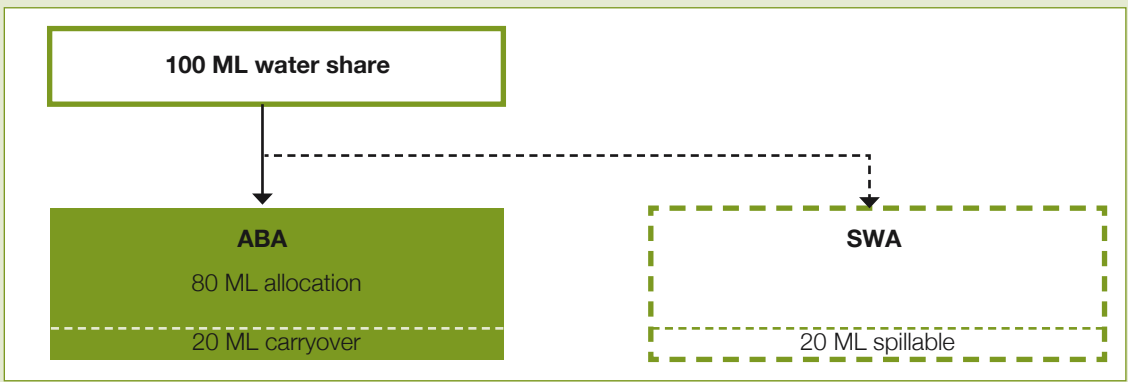 100 ML water share
ABA
80 ML allocation
20 ML carryover
SWA
20 ML spillable